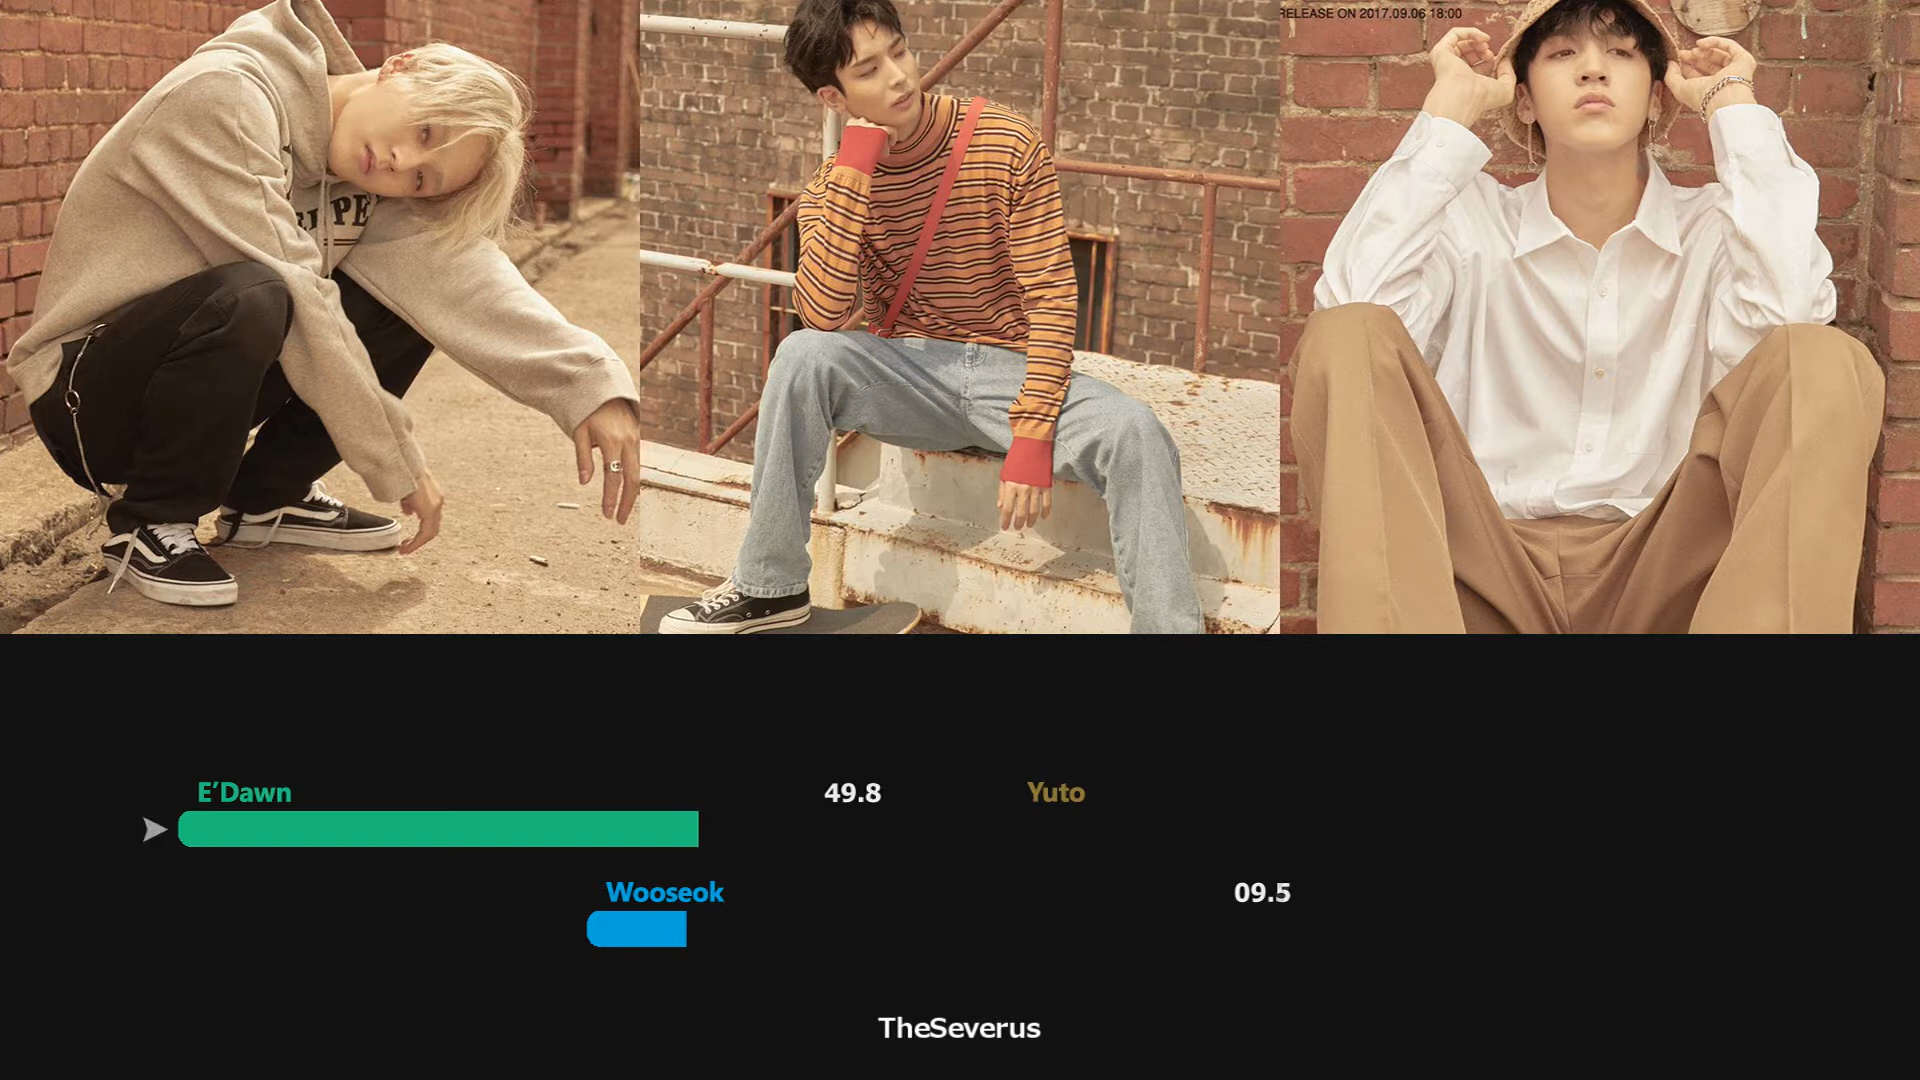 RELEASE ON 2017.09.06 18:00
E'Dawn
49.8
Yuto
Wooseok
09.5
TheSeverus